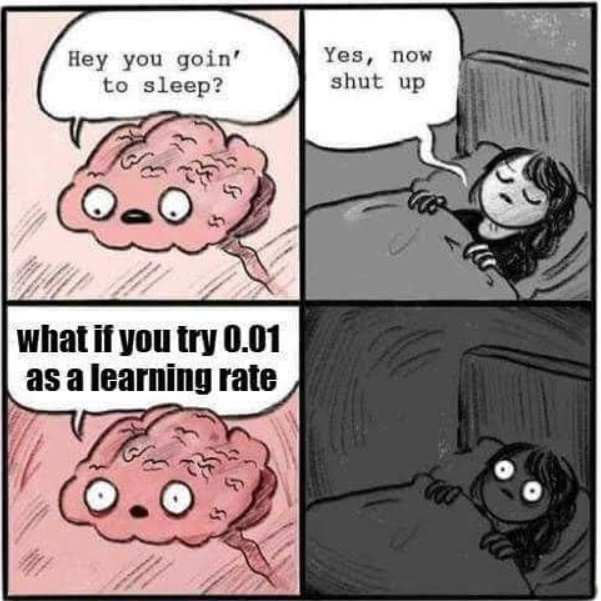 Hey you goin'
to sleep?
Yes, now
shut up
what if you try 0.01
as a learning rate